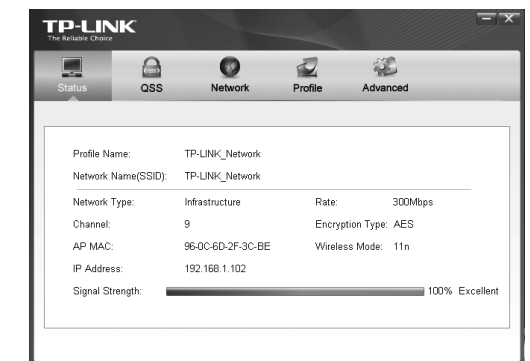 TP-LINK
The Reliable Choice
Status QSS Network Profile Advanced
Profile Name: TP-LINK_Network
Network Name(SSID): TP-LINK_Network
Network Type: Infrastructure Rate: 300Mbps
Channel: 9 Encryption Type: AES
AP MAC: 96-0C-6D-2F-3C-BE Wireless Mode: 11n
IP Address: 192.168.1.102
Signal Strength: 100% Excellent